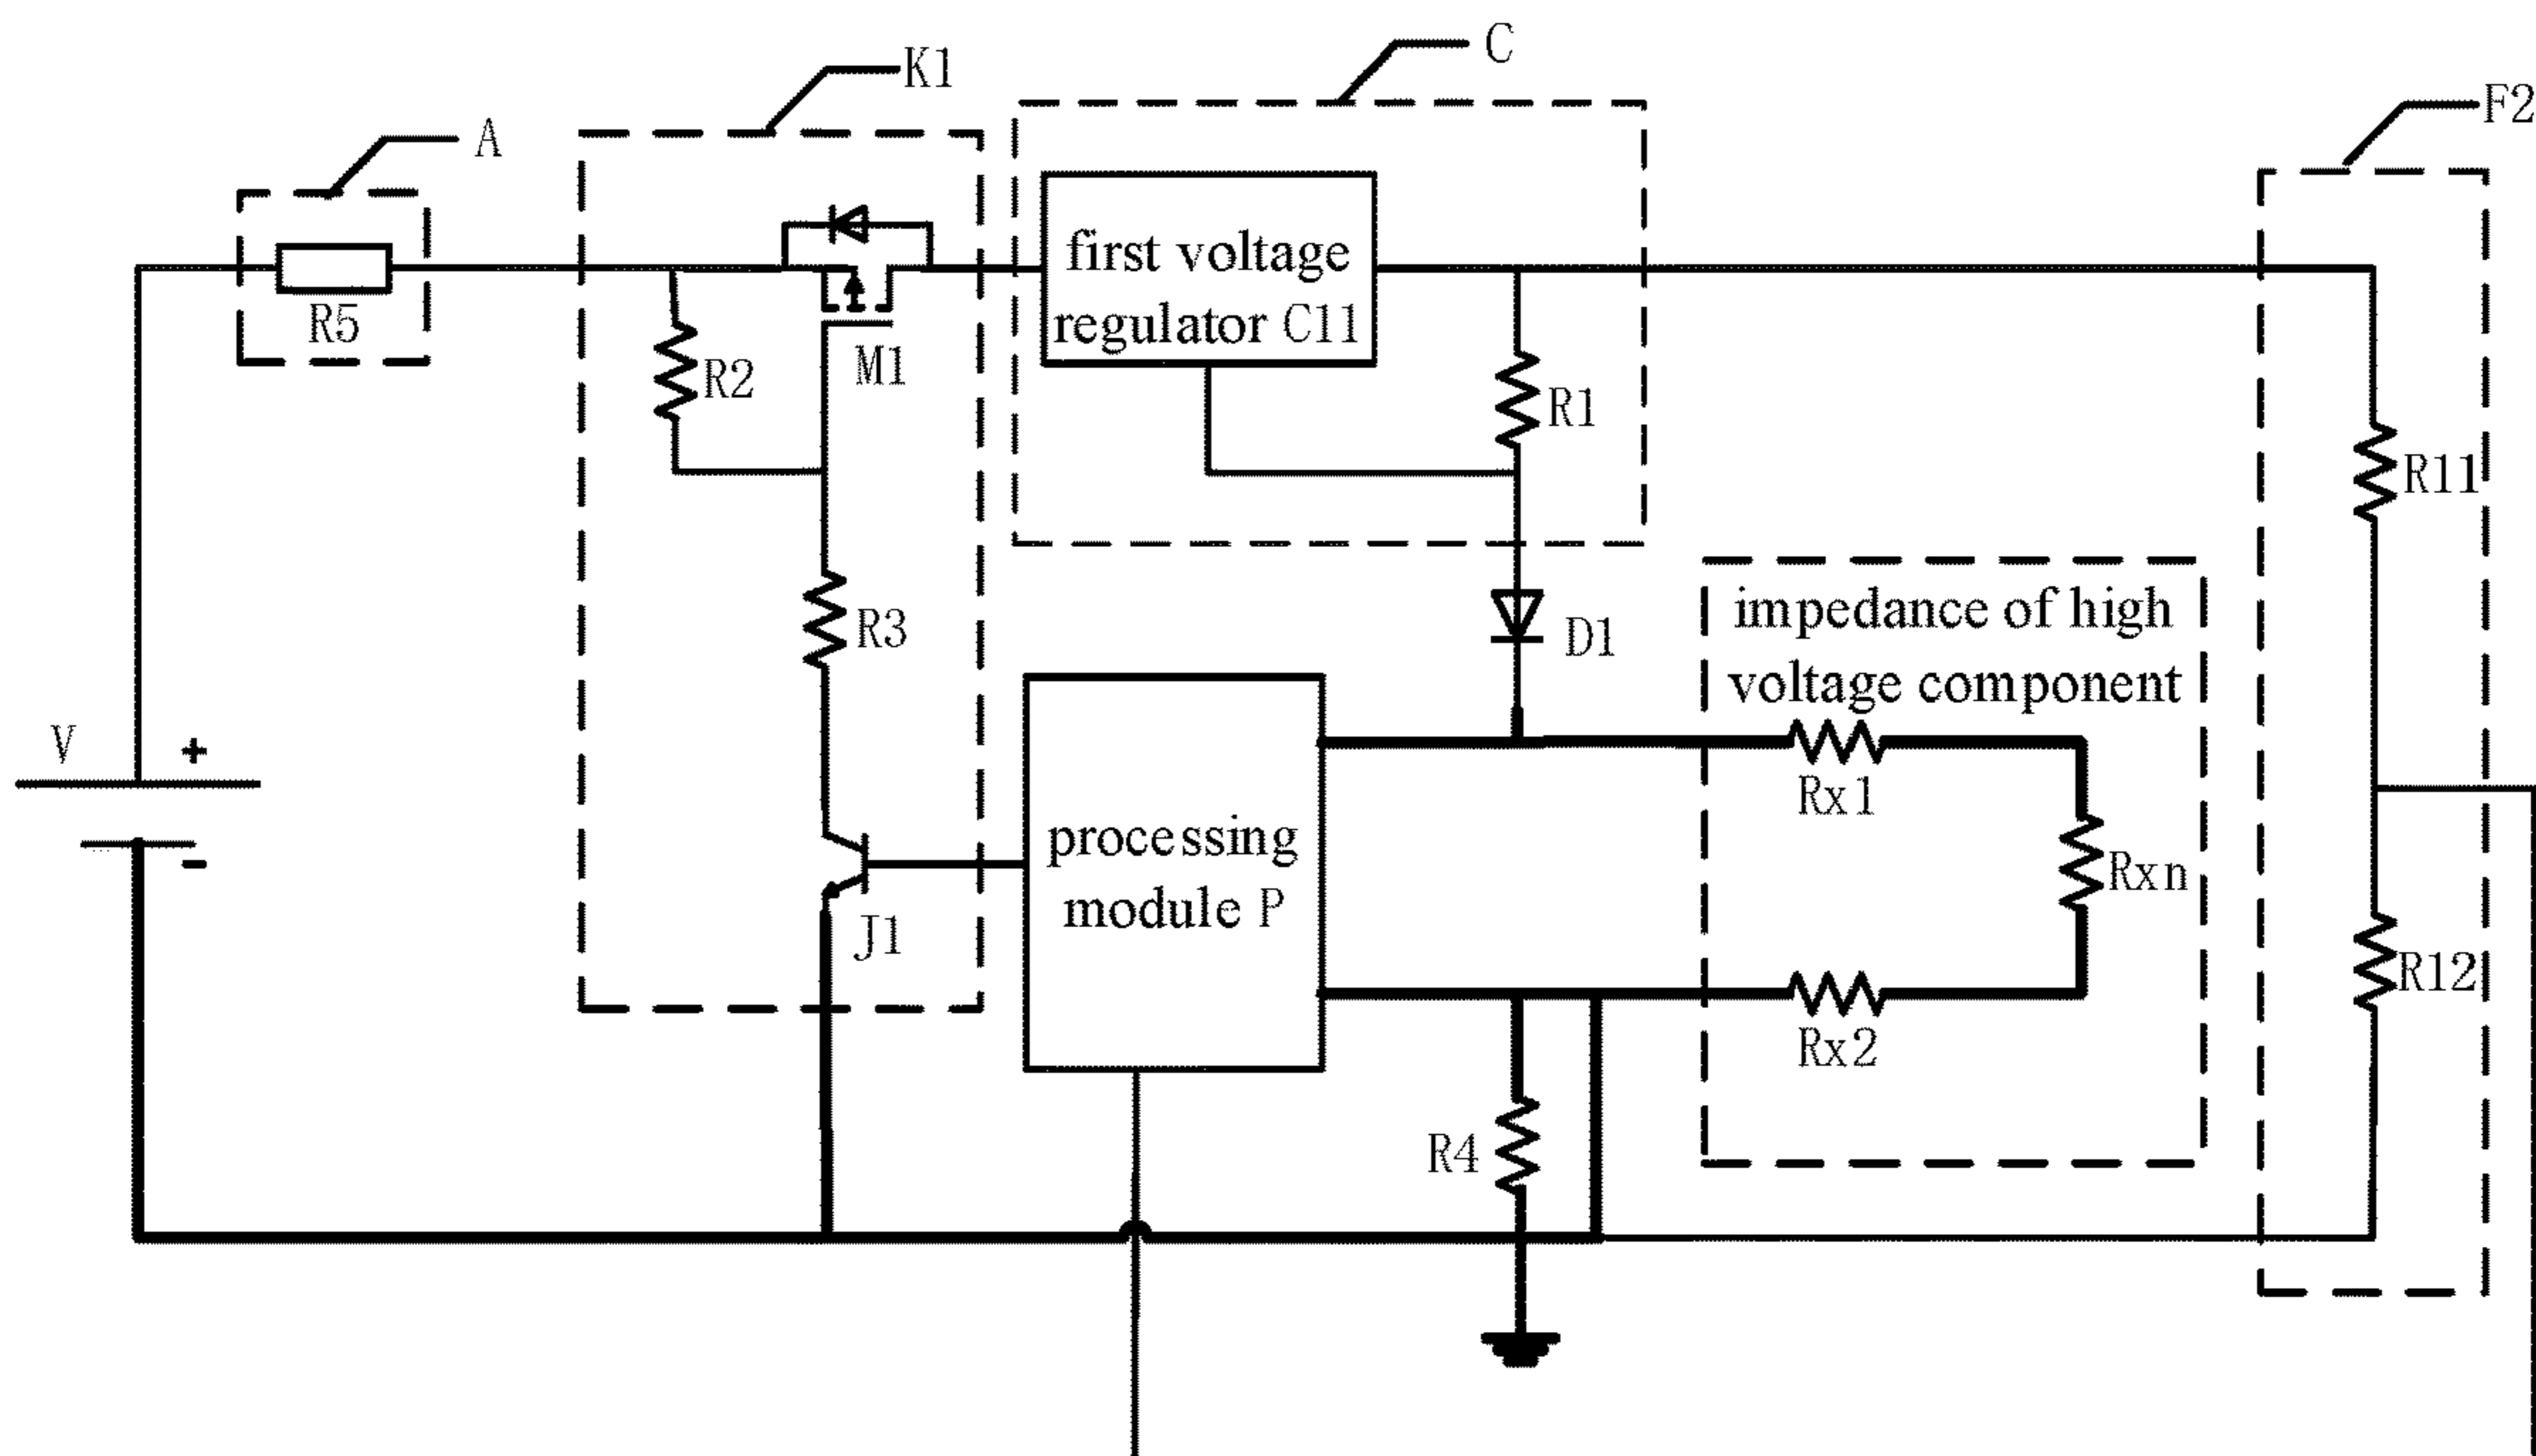 C
K1
F2
A
first voltage
regulator C11
R5
M1
R2
R1
R11
impedance of high
voltage component
R3
D1
V
+
-
Rx1
processing
module P
Rxn
J1
R12
Rx2
R4